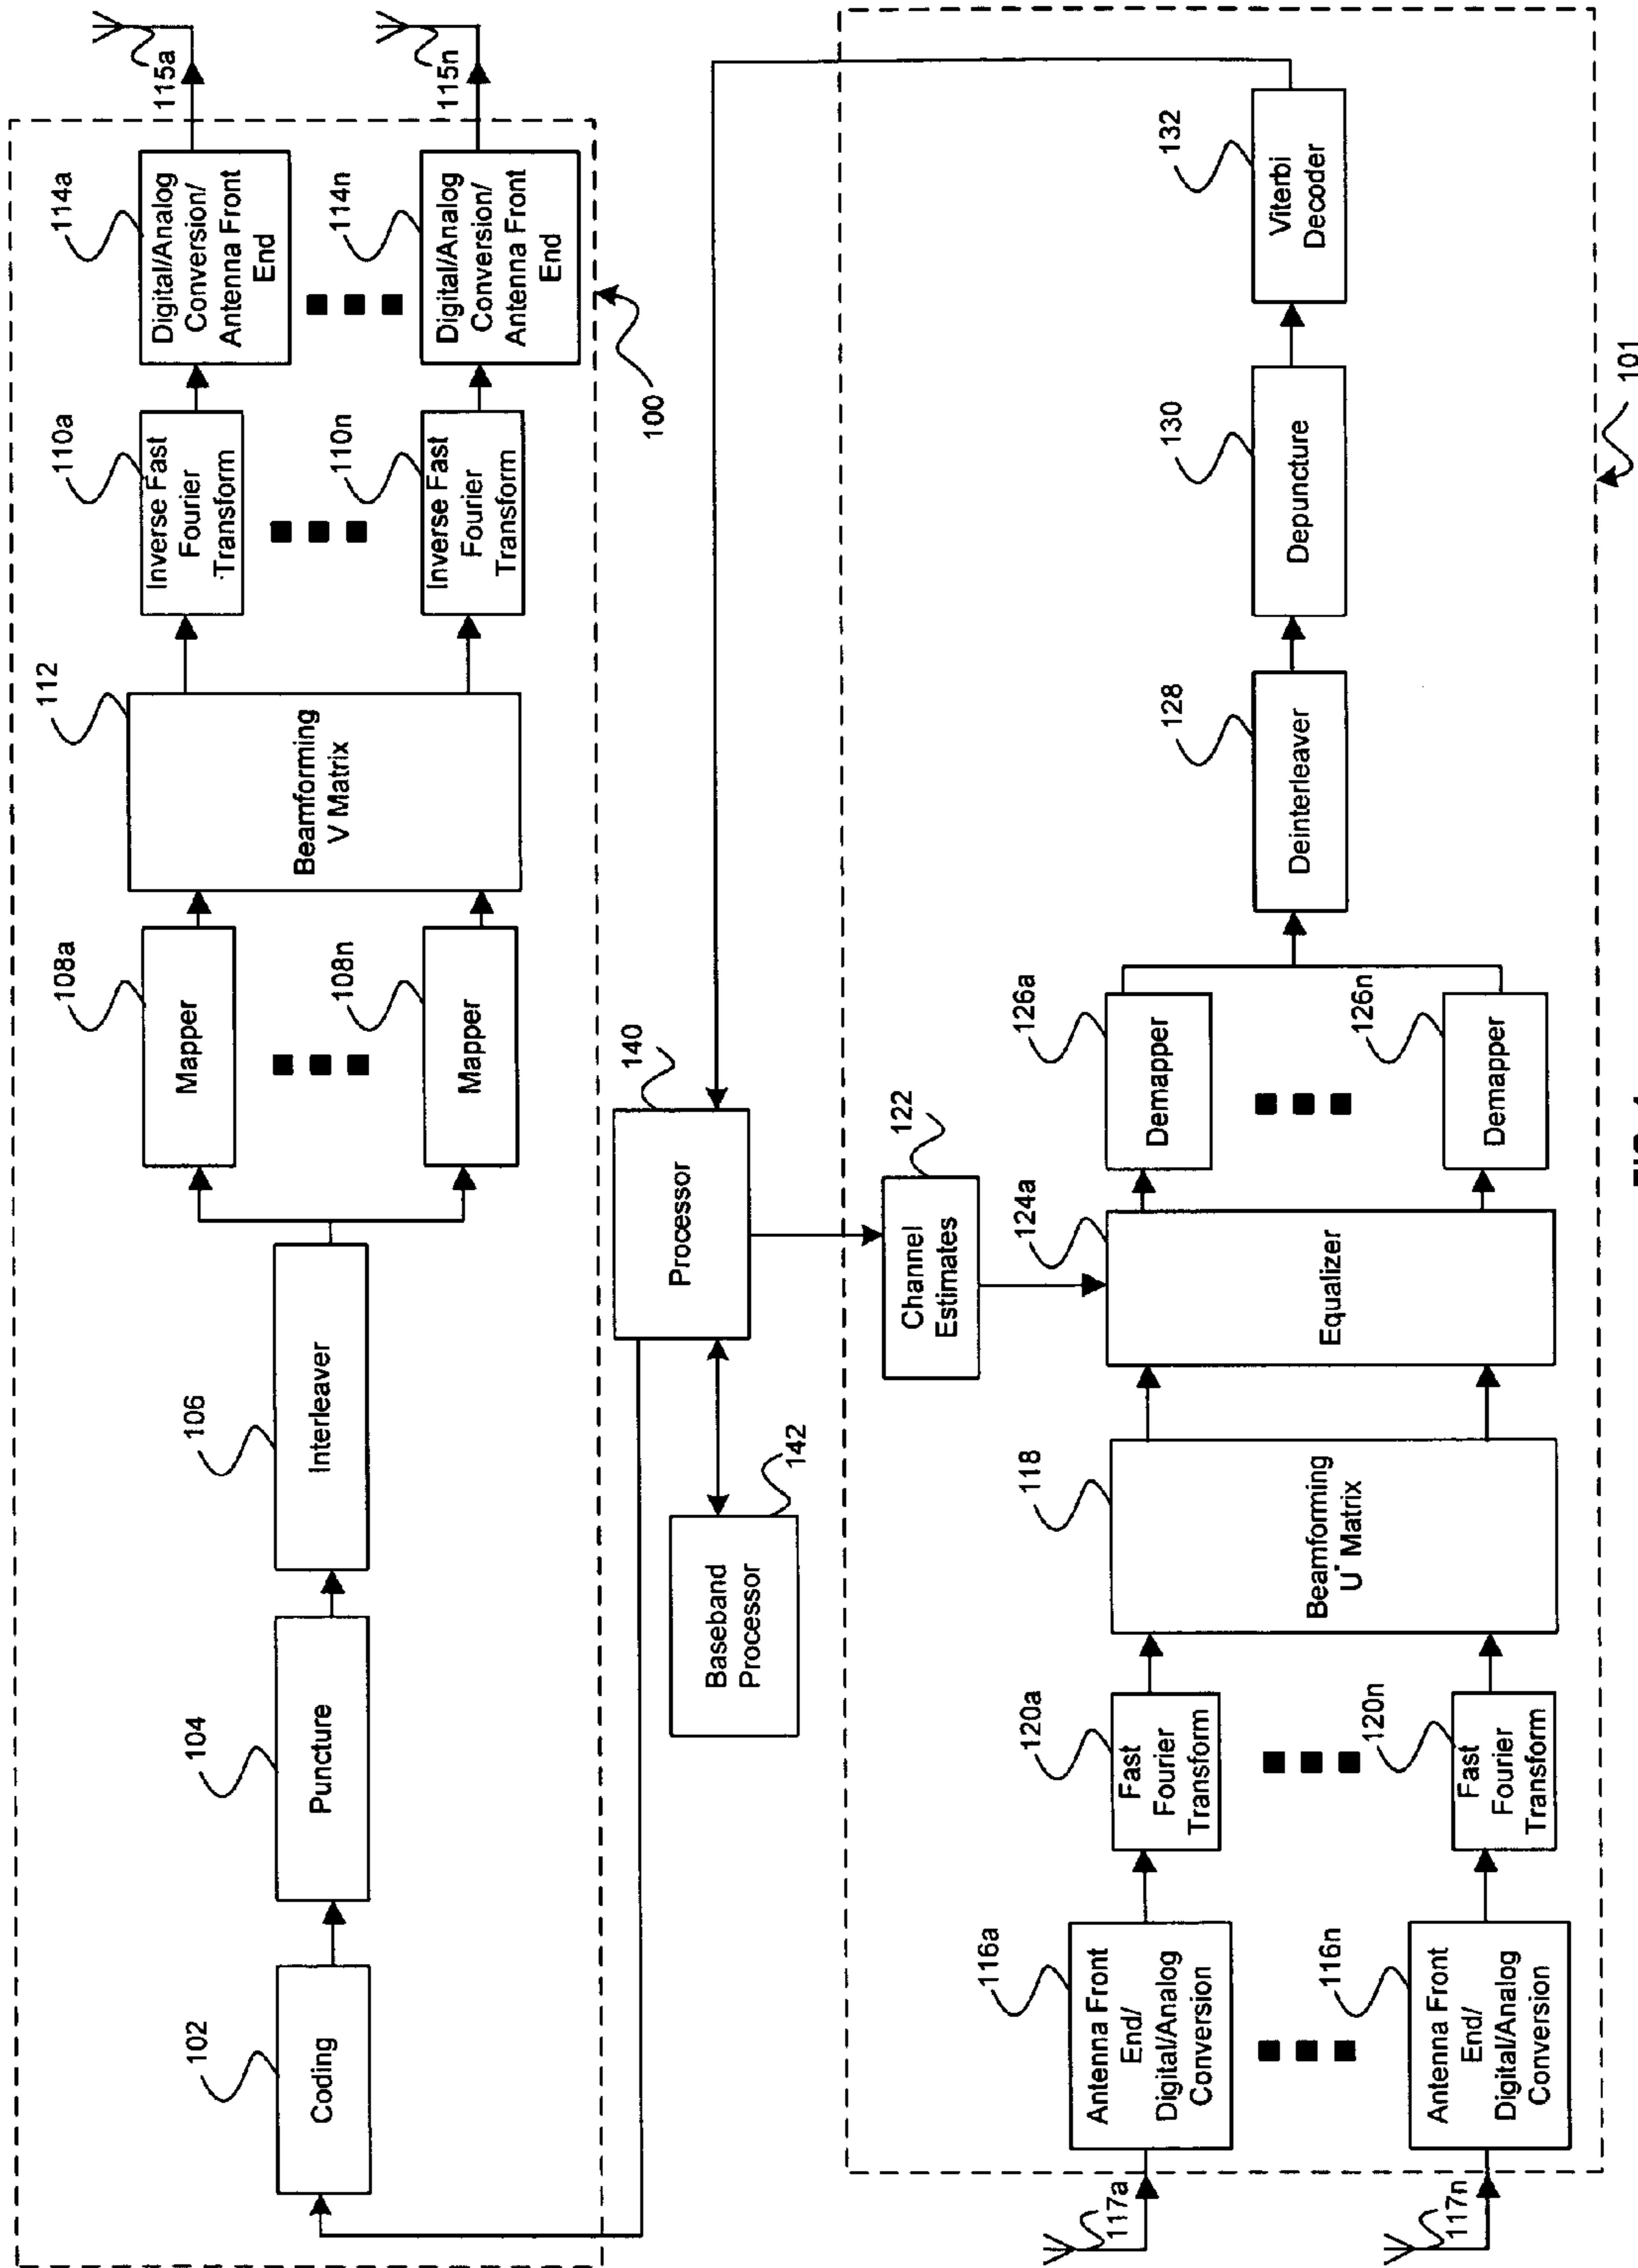 102
Coding
104
Puncture
106
Interleaver
108a
Mapper
108n
Mapper
112
Beamforming
V Matrix
110a
Inverse Fast
Fourier
Transform
110n
Inverse Fast
Fourier
Transform
114a
Digital/Analog
Conversion/
Antenna Front
End
114n
Digital/Analog
Conversion/
Antenna Front
End
115a
115n
100
140
Processor
142
Baseband
Processor
122
Channel
Estimates
117a
117n
116a
Antenna Front
End/
Digital/Analog
Conversion
116n
Antenna Front
End/
Digital/Analog
Conversion
120a
Fast
Fourier
Transform
120n
Fast
Fourier
Transform
118
Beamforming
U* Matrix
124a
Equalizer
126a
Demapper
126n
Demapper
128
Deinterleaver
130
Depuncture
132
Viterbi
Decoder
101